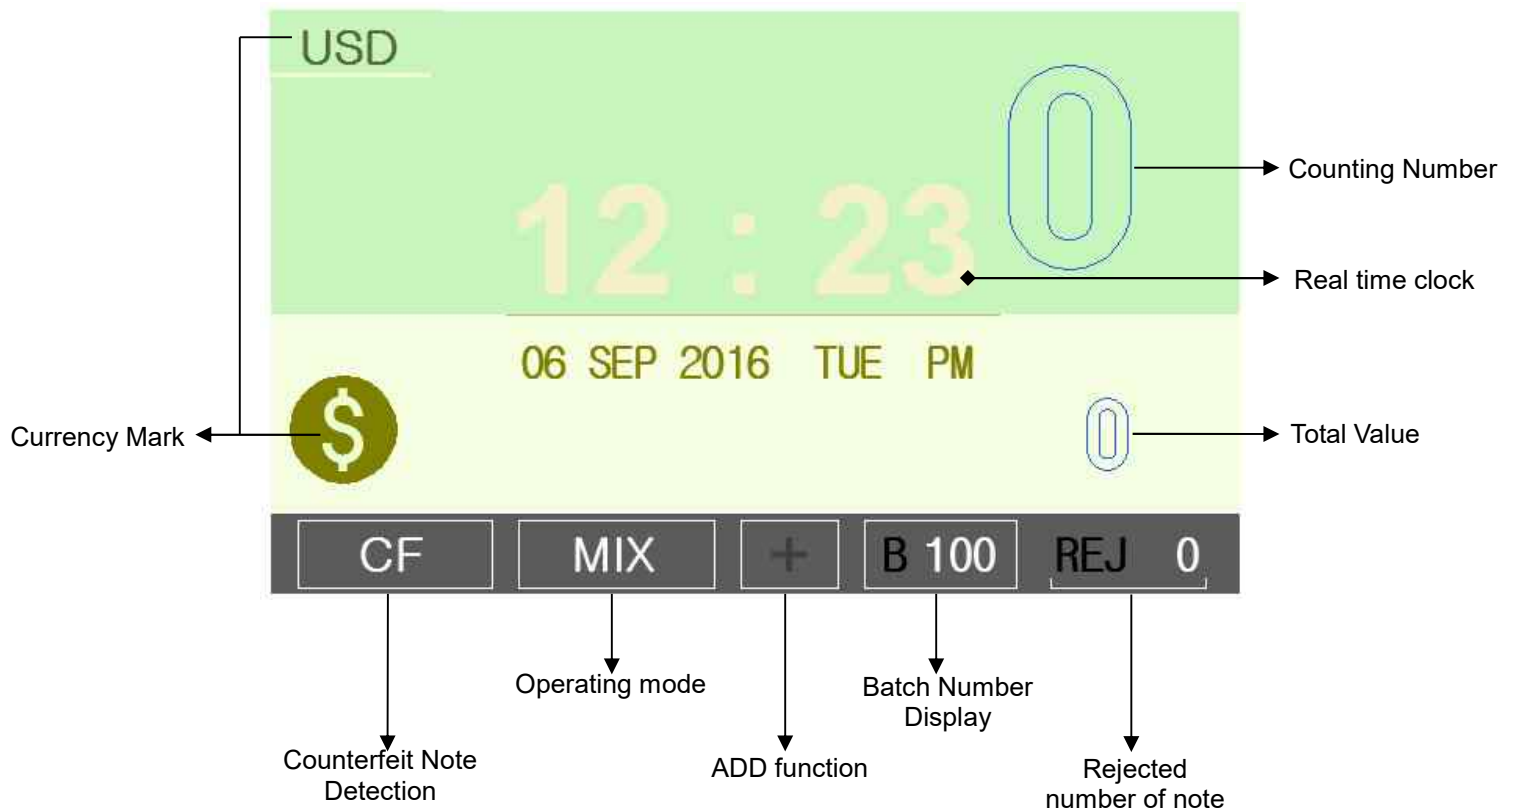 USD
0
Counting Number
12 : 23
Real time clock
06 SEP 2016 TUE PM
Currency Mark
$
0
Total Value
CF
MIX
+
B 100
REJ 0
Operating mode
Batch Number
Display
Counterfeit Note
Detection
ADD function
Rejected
number of note